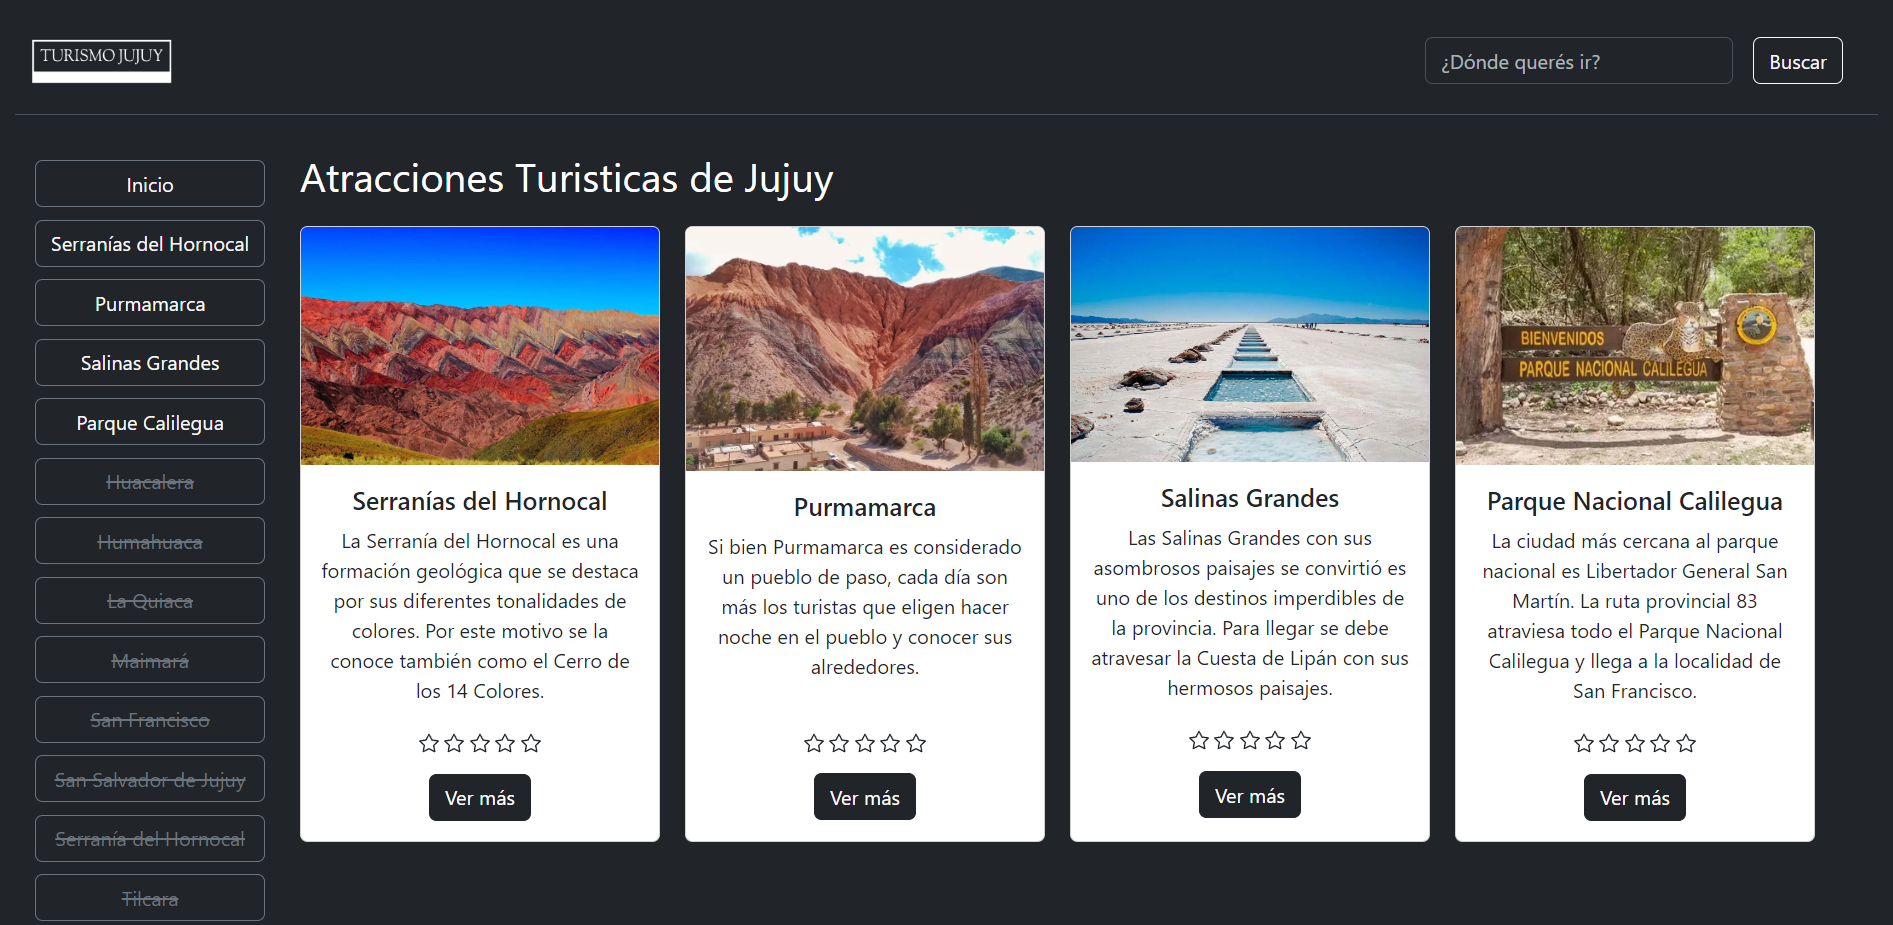 TURISMO JUJUY
¿Dónde querés ir?
Buscar
Inicio
Serranías del Hornocal
Purmamarca
Salinas Grandes
Parque Calilegua
Huacalera
Humahuaca
La Quiaca
Maimará
San Francisco
San Salvador de Jujuy
Serranía del Hornocal
Tilcara
Atracciones Turisticas de Jujuy
Serranías del Hornocal
La Serranía del Hornocal es una
formación geológica que se destaca
por sus diferentes tonalidades de
colores. Por este motivo se la
conoce también como el Cerro de
los 14 Colores.
Ver más
Purmamarca
Si bien Purmamarca es considerado
un pueblo de paso, cada día son
más los turistas que eligen hacer
noche en el pueblo y conocer sus
alrededores.
Ver más
Salinas Grandes
Las Salinas Grandes con sus
asombrosos paisajes se convirtió es
uno de los destinos imperdibles de
la provincia. Para llegar se debe
atravesar la Cuesta de Lipán con sus
hermosos paisajes.
Ver más
BIENVENIDOS
PARQUE NACIONAL CALILEGUA
Parque Nacional Calilegua
La ciudad más cercana al parque
nacional es Libertador General San
Martín. La ruta provincial 83
atraviesa todo el Parque Nacional
Calilegua y llega a la localidad de
San Francisco.
Ver más